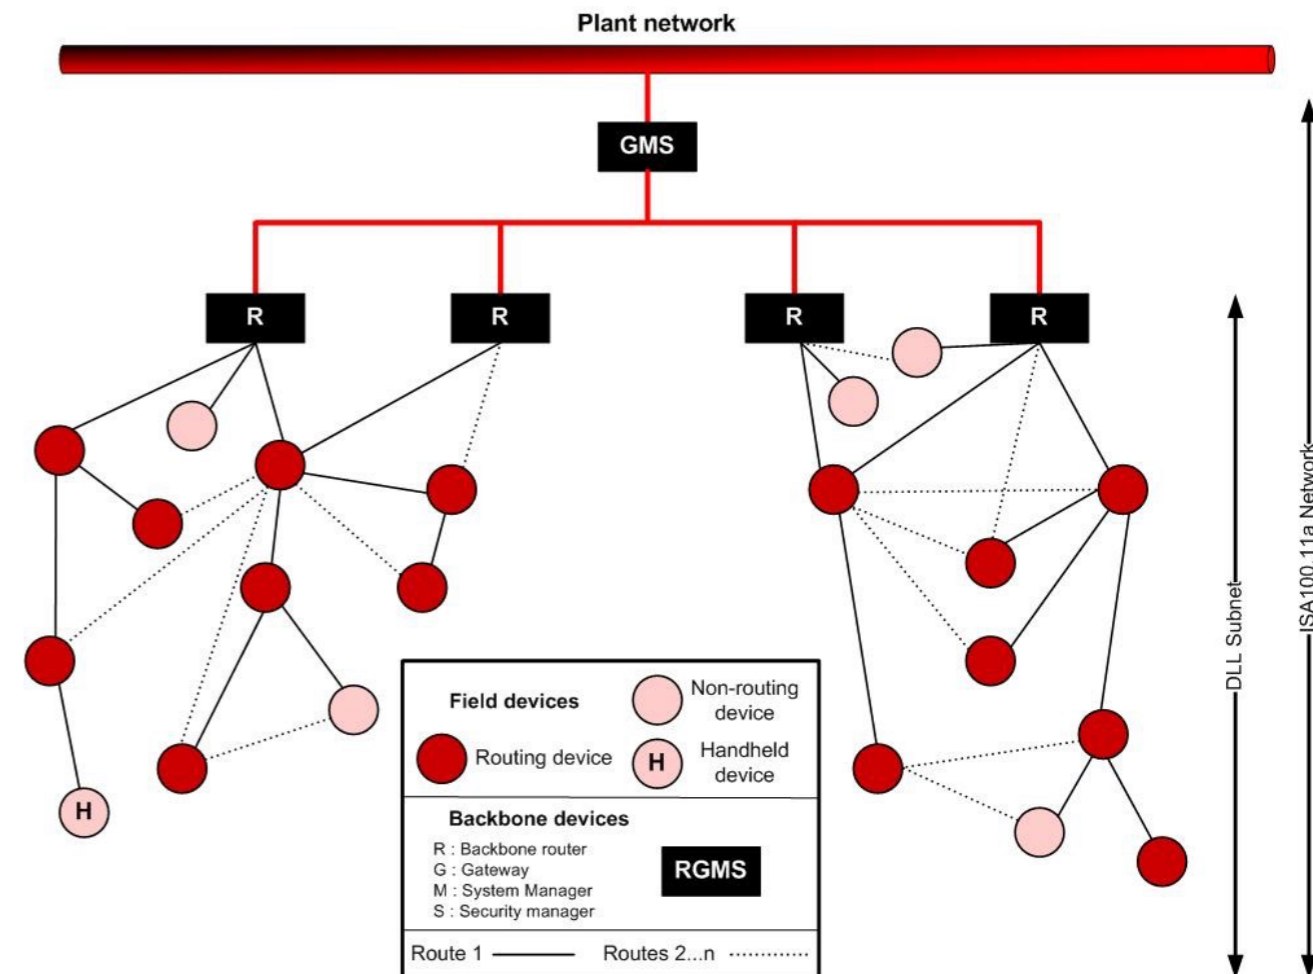 Plant network
GMS
R
R
R
R
H
Field devices
Non-routing
device
Routing device
H
Handheld
device
Backbone devices
R : Backbone router
G : Gateway
M : System Manager
S : Security manager
RGMS
Route 1
Routes 2...n
DLL Subnet
ISA100.11a Network